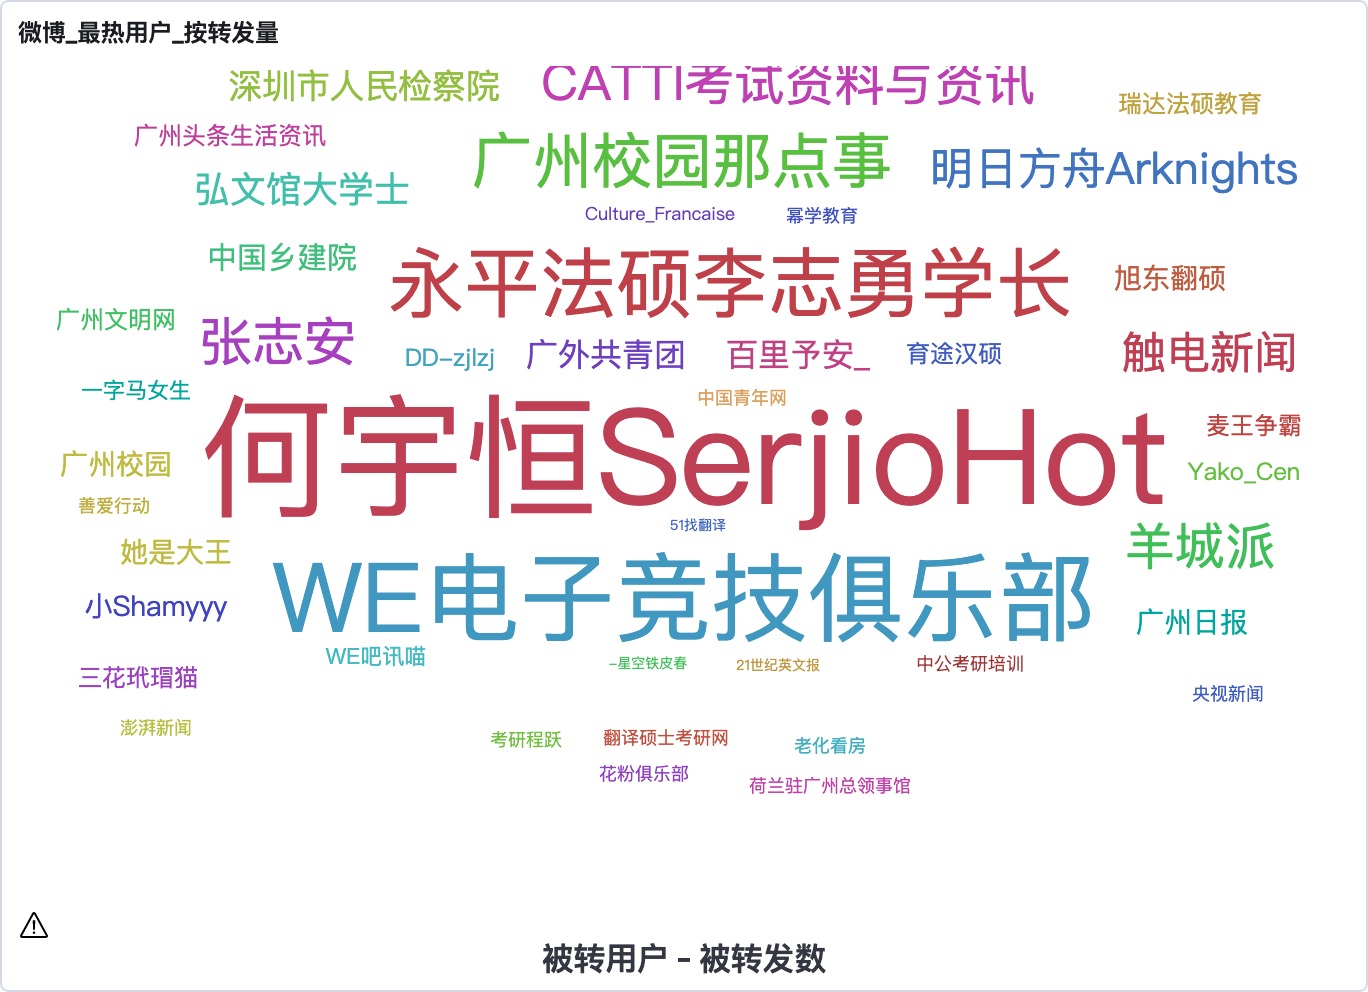 微博_最热用户_按转发量
深圳市人民检察院
CATTI考试资料与资讯
瑞达法硕教育
广州头条生活资讯
广州校园那点事
明日方舟Arknights
弘文馆大学士
Culture_Francaise
幂学教育
中国乡建院
永平法硕李志勇学长
旭东翻硕
广州文明网
张志安
DD-zjlzj
广外共青团
百里予安_
育途汉硕
触电新闻
一字马女生
中国青年网
何宇恒SerjioHot
麦王争霸
广州校园
Yako_Cen
善爱行动
51找翻译
她是大王
羊城派
小Shamyyy
WE电子竞技俱乐部
广州日报
WE吧讯喵
-星空铁皮春
21世纪英文报
中公考研培训
三花玳瑁猫
央视新闻
澎湃新闻
考研程跃
翻译硕士考研网
老化看房
花粉俱乐部
荷兰驻广州总领事馆
被转用户 - 被转发数